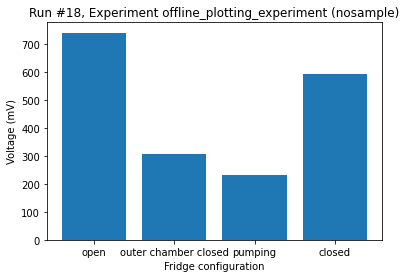 Run #18, Experiment offline_plotting_experiment (nosample)
Voltage (mV)
700
600
500
400
300
200
100
0
open outer chamber closed pumping closed
Fridge configuration